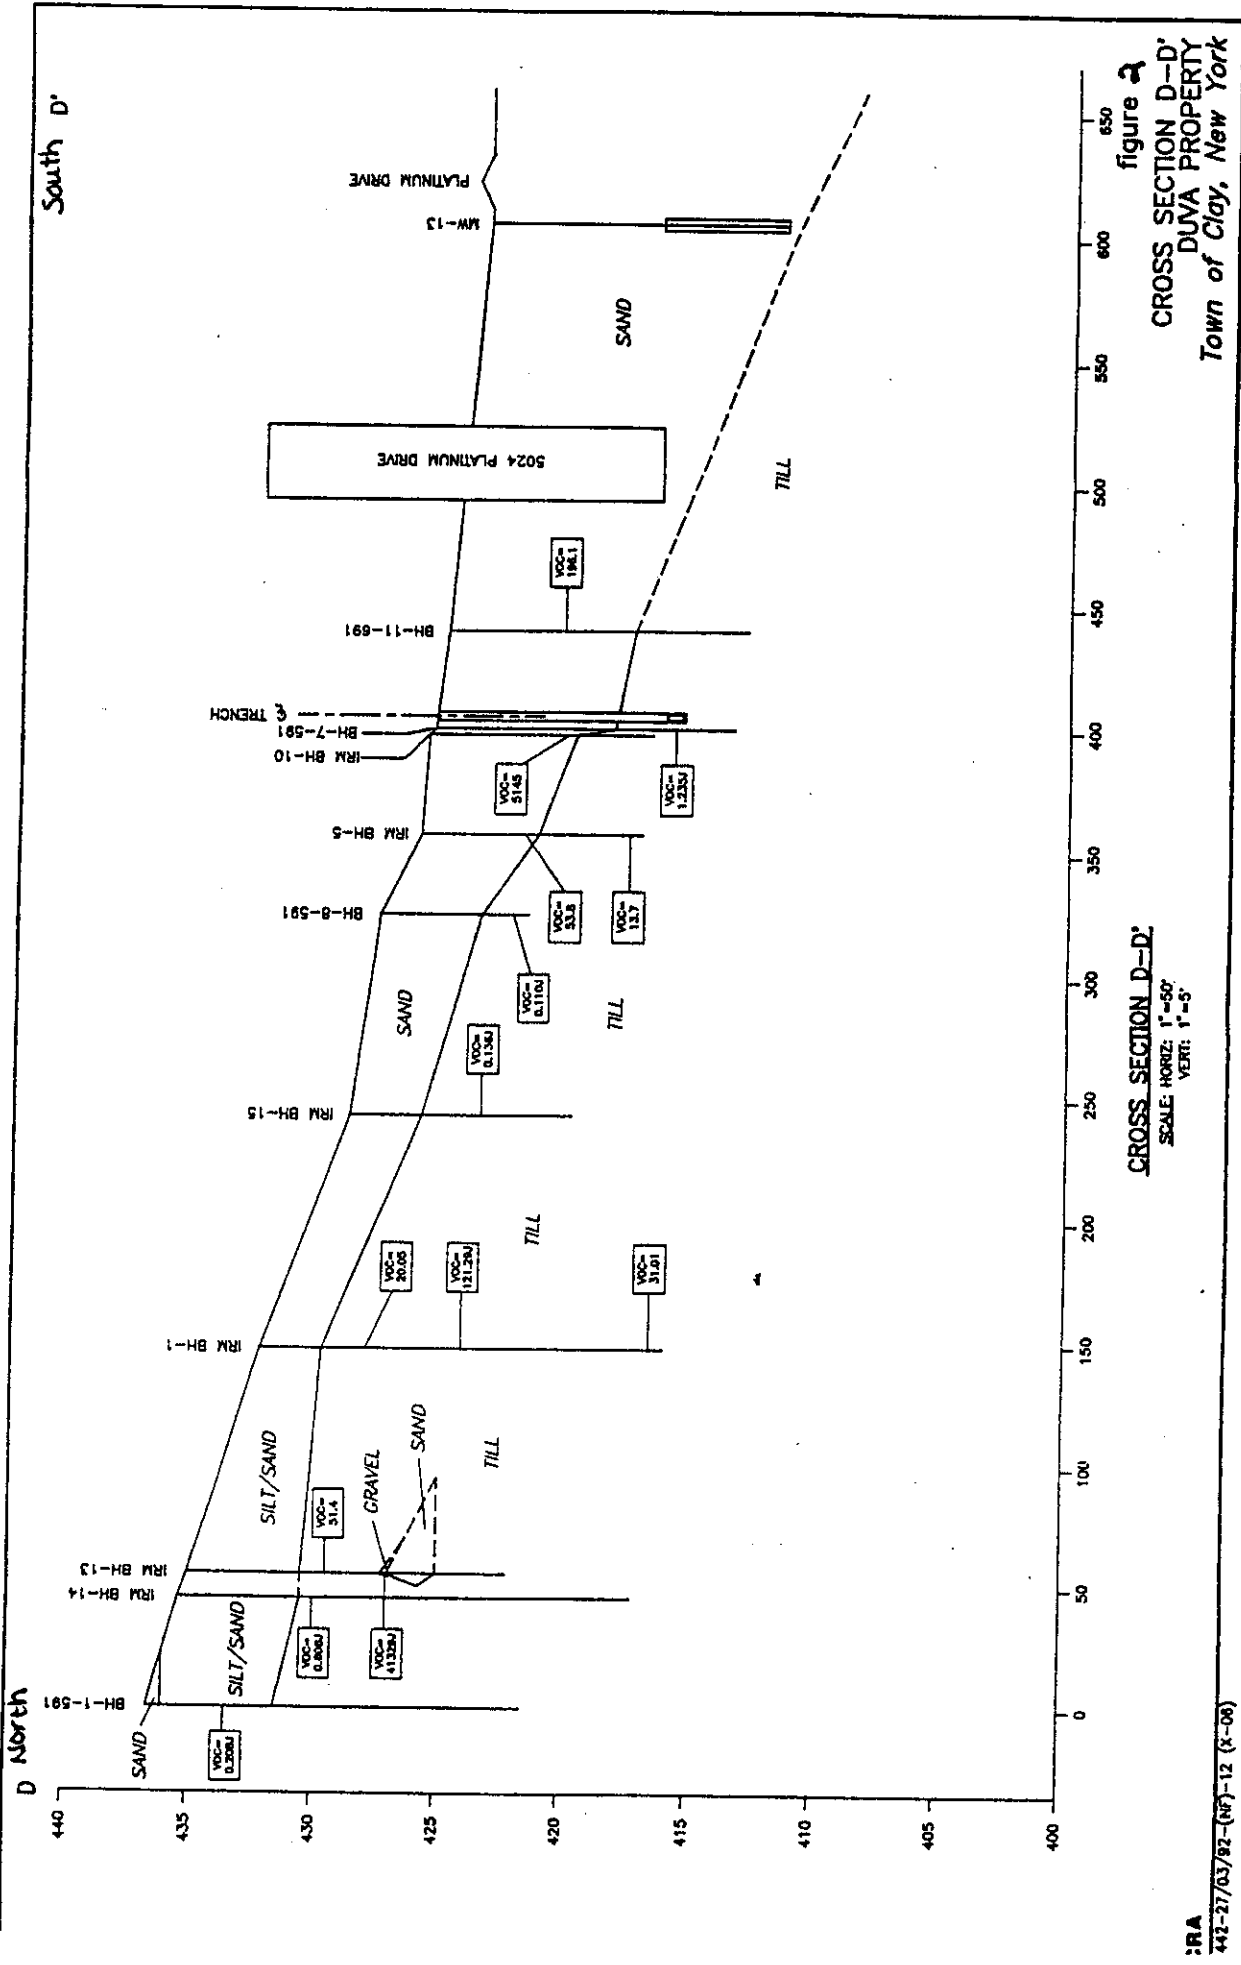 D North
South D'
BH-1-591
IRM BH-14
IRM BH-13
IRM BH-1
IRM BH-15
BH-8-591
IRM BH-5
IRM BH-10
BH-7-591
℄ TRENCH
BH-11-691
5024 PLATINUM DRIVE
MW-13
PLATINUM DRIVE
SAND
SILT/SAND
SILT/SAND
GRAVEL
SAND
TILL
TILL
SAND
TILL
SAND
TILL
VOC=
0.208J
VOC=
0.808J
VOC=
41329J
VOC=
51.4
VOC=
20.05
VOC=
121.29J
VOC=
31.01
VOC=
0.136J
VOC=
0.110J
VOC=
53.8
VOC=
13.7
VOC=
5145
VOC=
1.235J
VOC=
196.1
440
435
430
425
420
415
410
405
400
0
50
100
150
200
250
300
350
400
450
500
550
600
650
CROSS SECTION D-D'
SCALE: HORIZ: 1"=50'
VERT: 1"=5'
figure 2
CROSS SECTION D-D'
DUVA PROPERTY
Town of Clay, New York
RA
442-27/03/92-(NF)-12 (X-06)